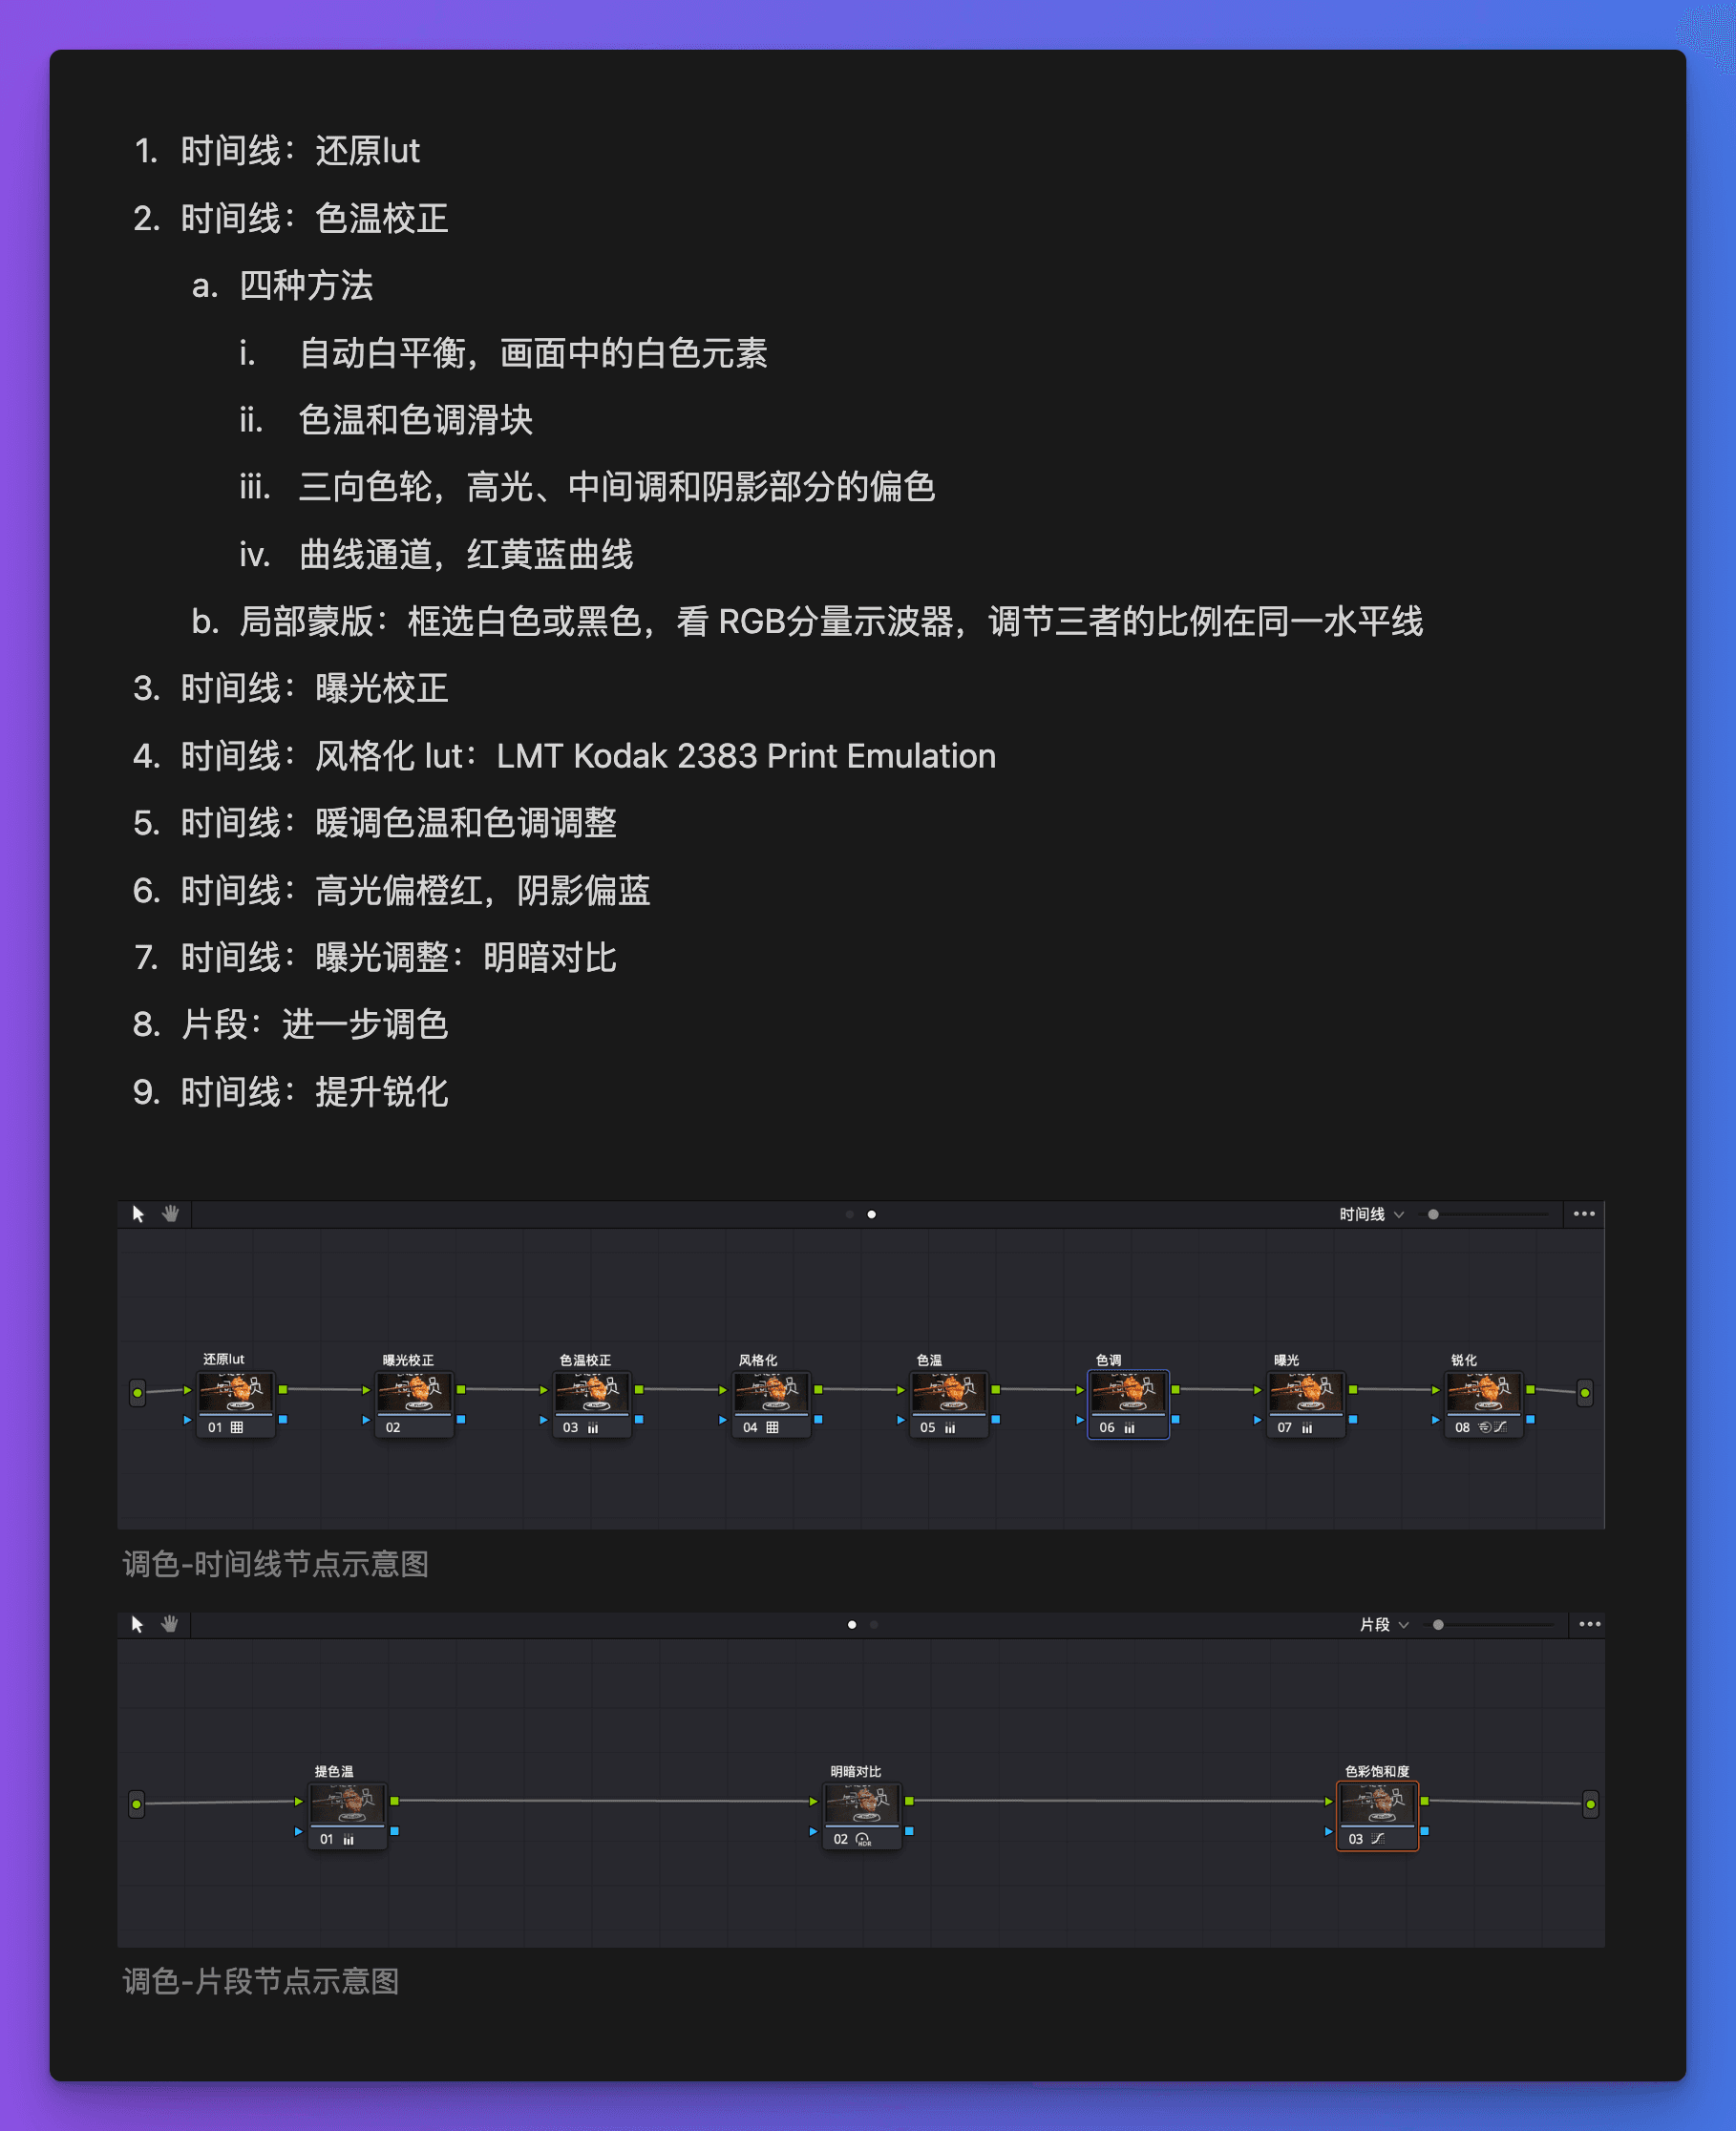 1. 时间线：还原lut
2. 时间线：色温校正
a. 四种方法
i. 自动白平衡，画面中的白色元素
ii. 色温和色调滑块
iii. 三向色轮，高光、中间调和阴影部分的偏色
iv. 曲线通道，红黄蓝曲线
b. 局部蒙版：框选白色或黑色，看 RGB分量示波器，调节三者的比例在同一水平线
3. 时间线：曝光校正
4. 时间线：风格化 lut：LMT Kodak 2383 Print Emulation
5. 时间线：暖调色温和色调调整
6. 时间线：高光偏橙红，阴影偏蓝
7. 时间线：曝光调整：明暗对比
8. 片段：进一步调色
9. 时间线：提升锐化
时间线
还原lut 曝光校正 色温校正 风格化 色温 色调 曝光 锐化
01 02 03 04 05 06 07 08
调色-时间线节点示意图
片段
提色温 明暗对比 色彩饱和度
01 02 HDR 03
调色-片段节点示意图